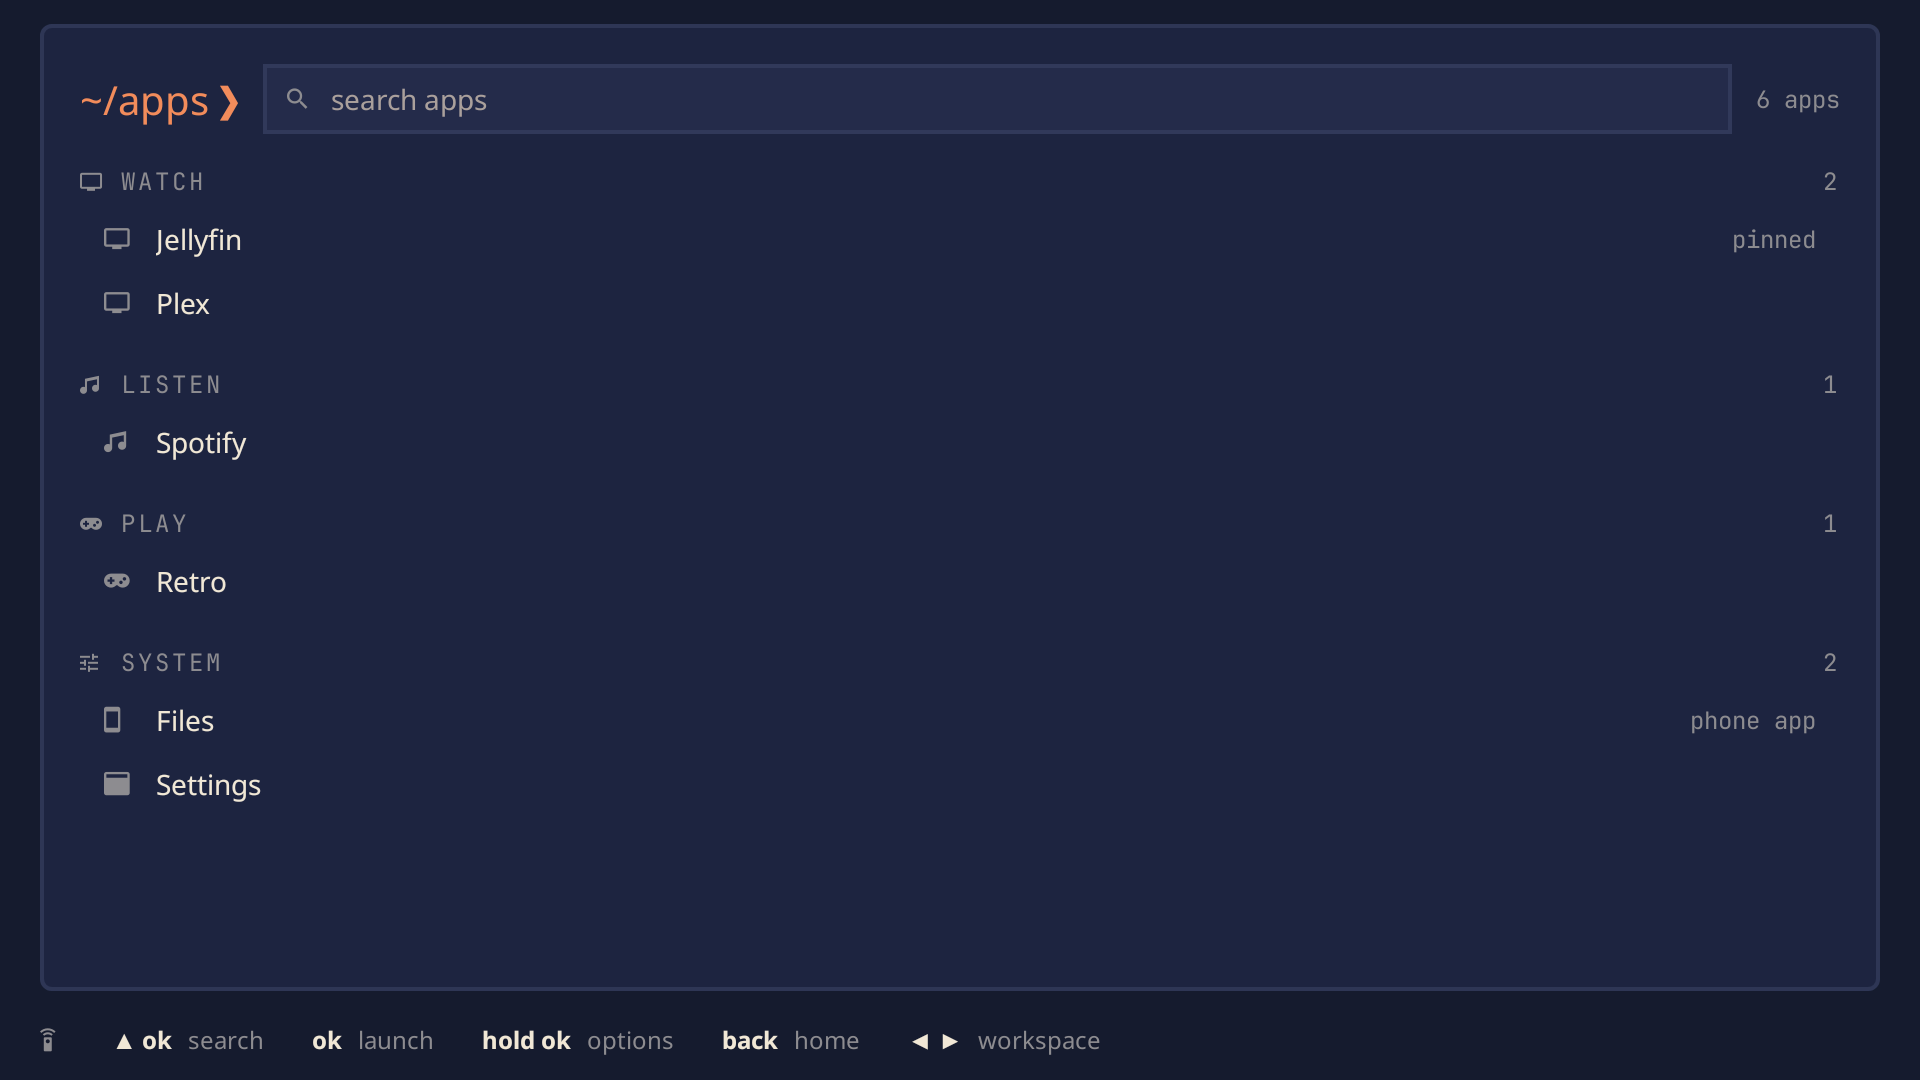 ~/apps❯ search apps 6 apps
WATCH 2
Jellyfin pinned
Plex
LISTEN 1
Spotify
PLAY 1
Retro
SYSTEM 2
Files phone app
Settings
▲ ok search ok launch hold ok options back home ◀ ▶ workspace